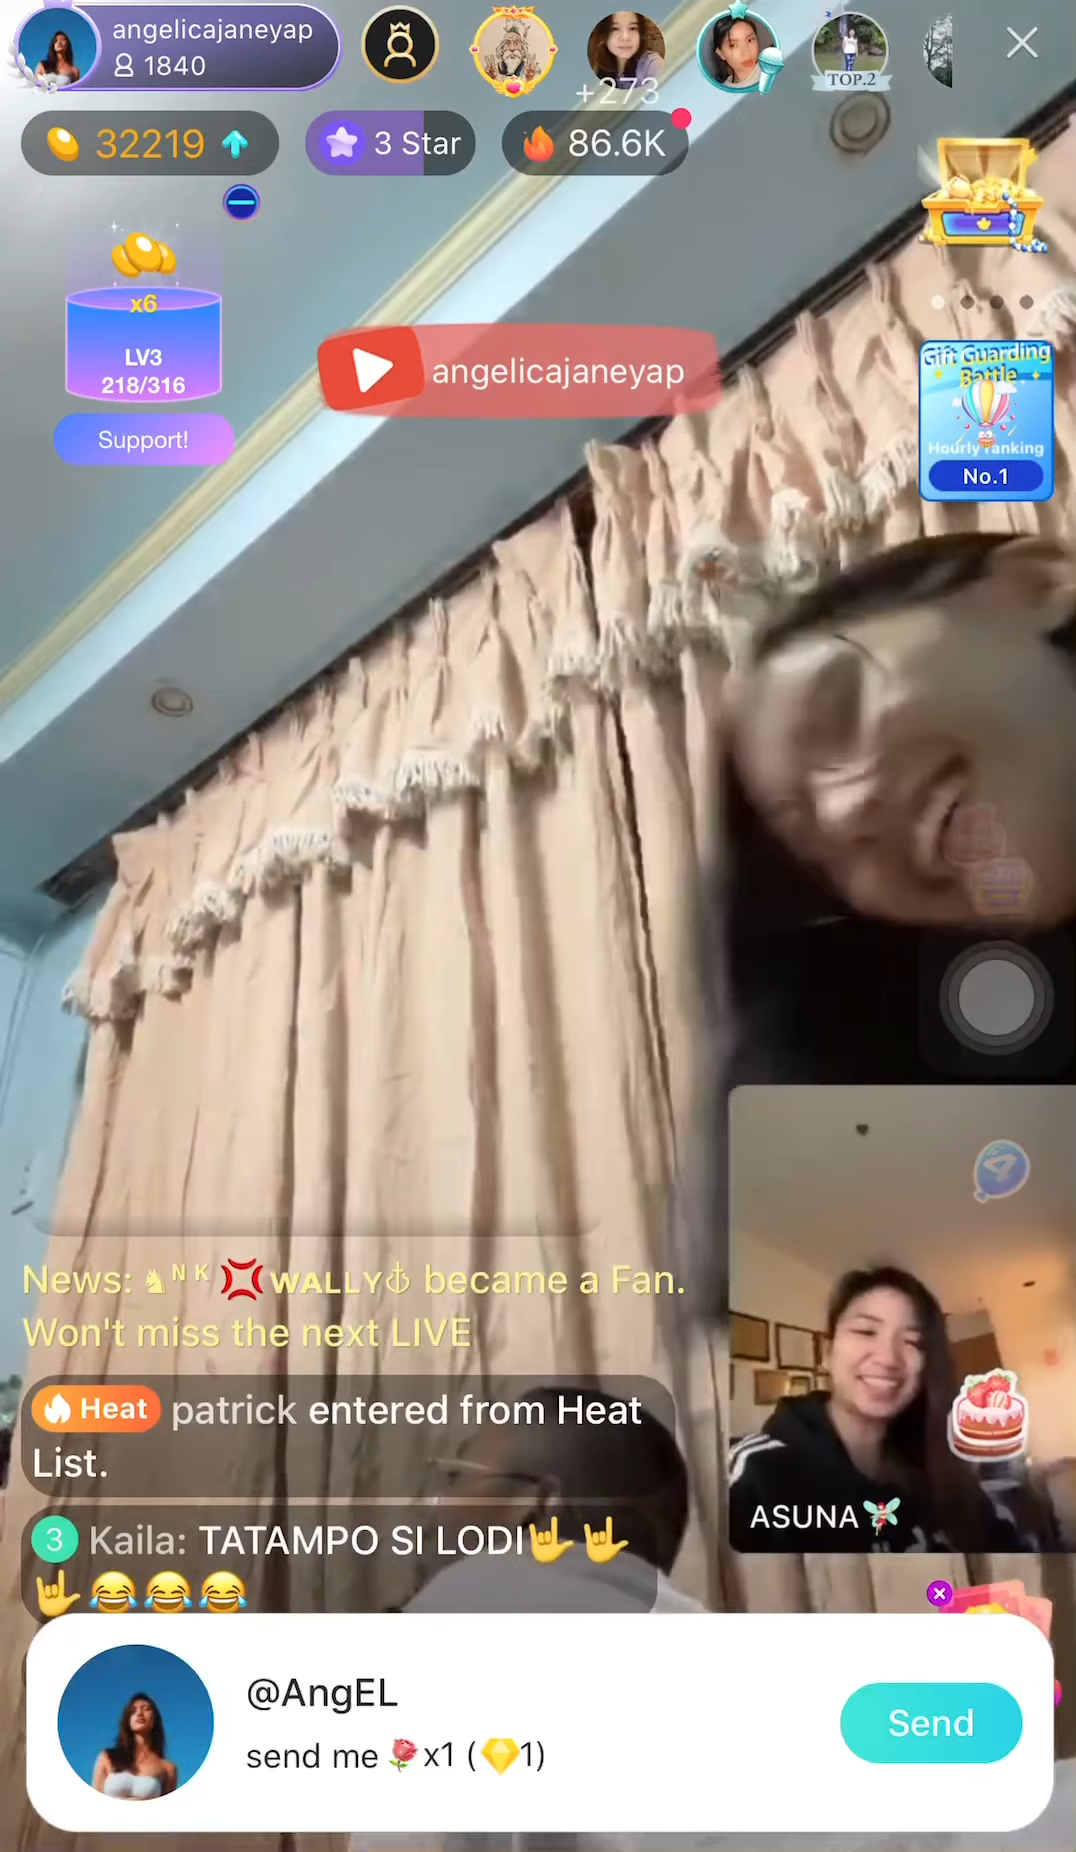 angelicajaneyap
1840
+273
TOP.2
32219
3 Star
86.6K
x6
LV3
218/316
Support!
angelicajaneyap
Gift Guarding
Battle
Hourly ranking
No.1
News: ♞ᴺᴷ💢ᴡᴀʟʟʏ⚓ became a Fan.
Won't miss the next LIVE
Heat patrick entered from Heat
List.
3 Kaila: TATAMPO SI LODI🤟🤟
🤟😂😂😂
ASUNA🧚
@AngEL
send me 🌹x1 (💎1)
Send